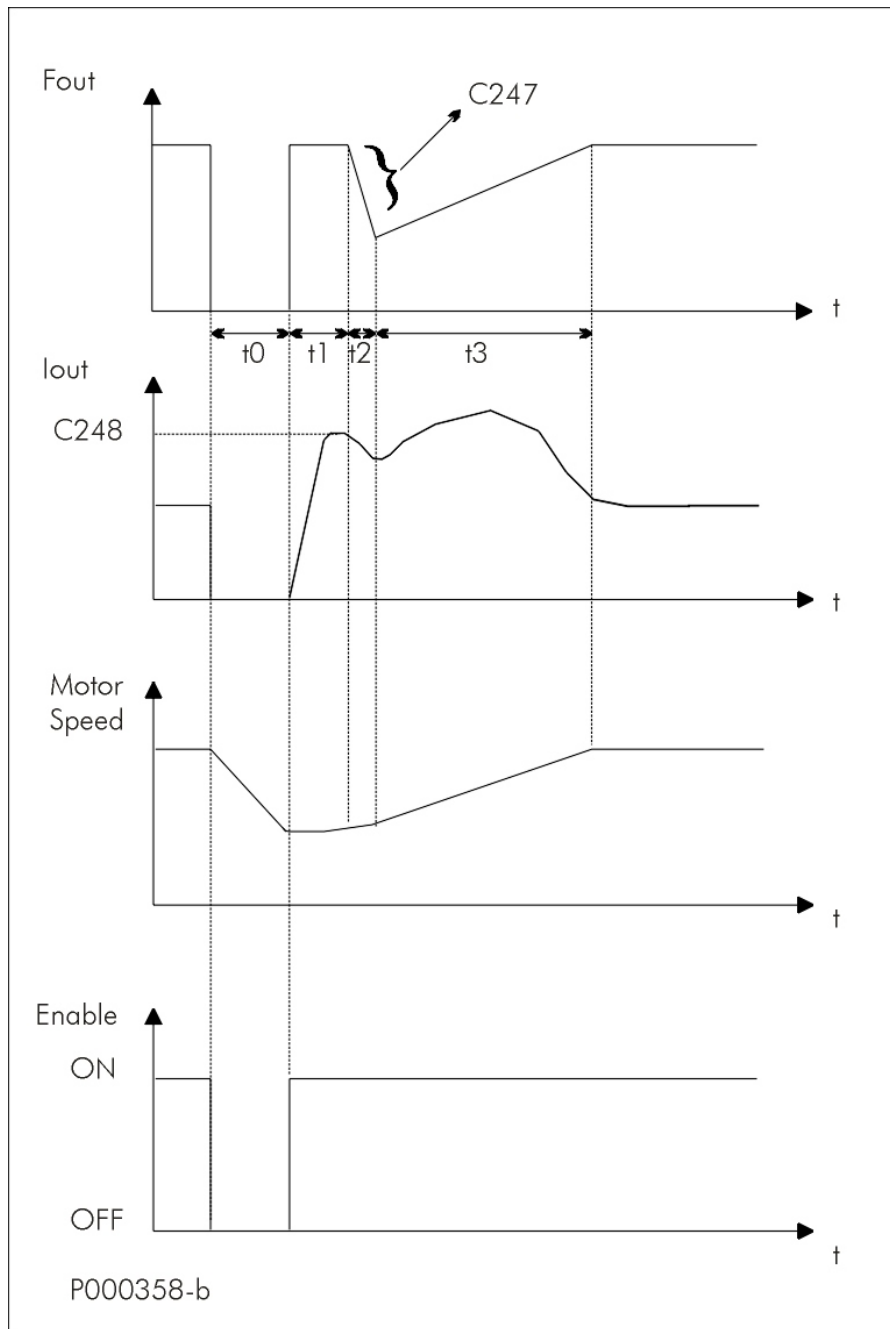 Fout
C247
t
t0 t1 t2 t3
Iout
C248
t
Motor
Speed
t
Enable
ON
OFF
t
P000358-b